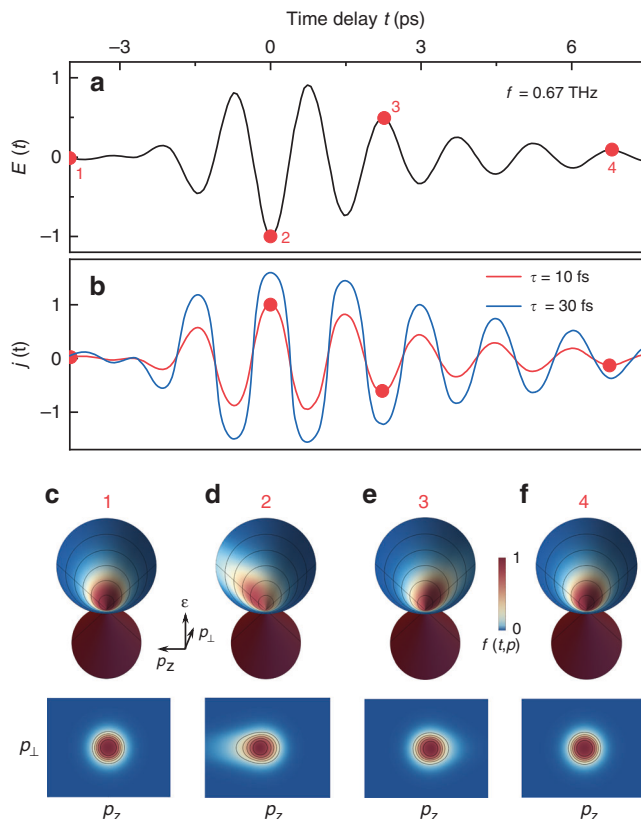 Time delay t (ps)
−3 0 3 6
a
f = 0.67 THz
E (t)
1
0
−1
1
2
3
4
b
τ = 10 fs
τ = 30 fs
j (t)
1
0
−1
c d e f
1 2 3 4
ε
p⊥
pz
1
0
f (t,p)
p⊥
pz pz pz pz